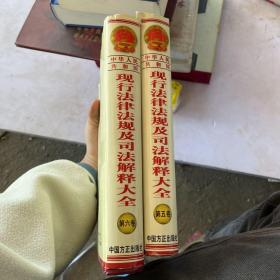 中华人民
共和国
现行法律法规及司法解释大全
第六卷
中国方正出版社
中华人民
共和国
现行法律法规及司法解释大全
第五卷
中国方正出版社